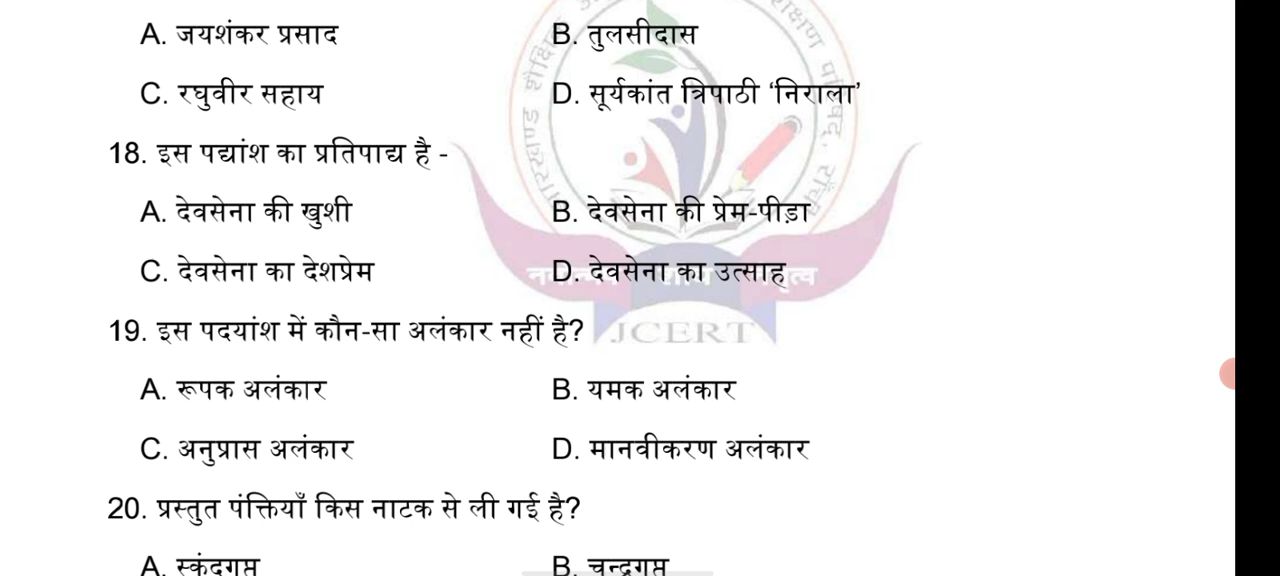 A. जयशंकर प्रसाद B. तुलसीदास
C. रघुवीर सहाय D. सूर्यकांत त्रिपाठी ‘निराला’
18. इस पद्यांश का प्रतिपाद्य है -
A. देवसेना की खुशी B. देवसेना की प्रेम-पीड़ा
C. देवसेना का देशप्रेम D. देवसेना का उत्साह
19. इस पदयांश में कौन-सा अलंकार नहीं है?
JCERT
A. रूपक अलंकार B. यमक अलंकार
C. अनुप्रास अलंकार D. मानवीकरण अलंकार
20. प्रस्तुत पंक्तियाँ किस नाटक से ली गई है?
A. स्कंदगुप्त B. चन्द्रगुप्त